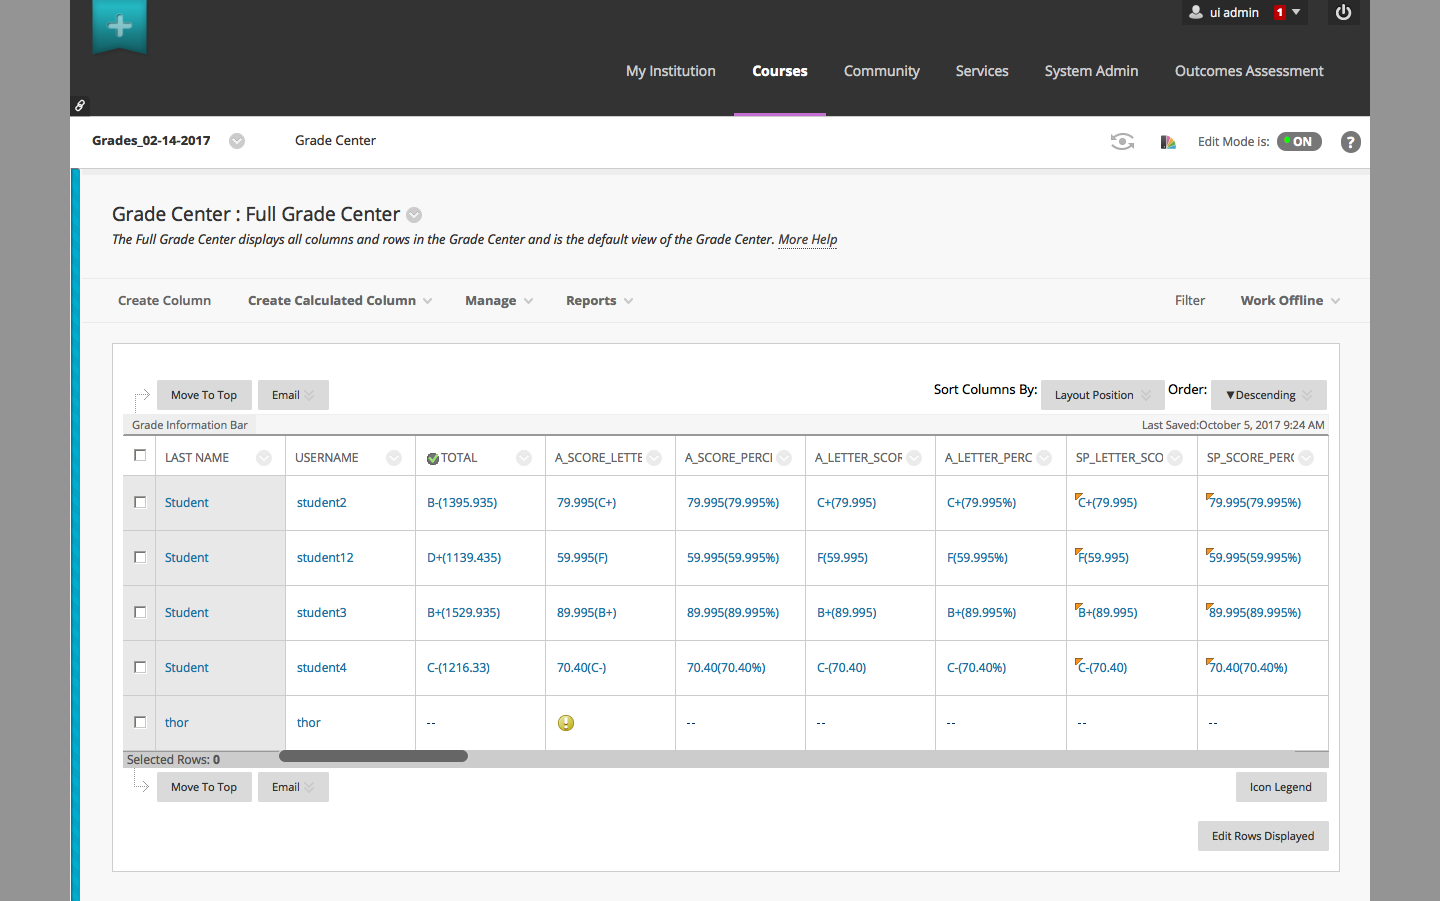 ui admin 1
My Institution Courses Community Services System Admin Outcomes Assessment
Grades_02-14-2017 Grade Center Edit Mode is: ON ?
Grade Center : Full Grade Center
The Full Grade Center displays all columns and rows in the Grade Center and is the default view of the Grade Center. More Help
Create Column Create Calculated Column Manage Reports Filter Work Offline
Move To Top Email Sort Columns By: Layout Position Order: ▼Descending
Grade Information Bar Last Saved:October 5, 2017 9:24 AM
LAST NAME USERNAME TOTAL A_SCORE_LETTE A_SCORE_PERCI A_LETTER_SCOR A_LETTER_PERC SP_LETTER_SCO SP_SCORE_PERC
Student student2 B-(1395.935) 79.995(C+) 79.995(79.995%) C+(79.995) C+(79.995%) C+(79.995) 79.995(79.995%)
Student student12 D+(1139.435) 59.995(F) 59.995(59.995%) F(59.995) F(59.995%) F(59.995) 59.995(59.995%)
Student student3 B+(1529.935) 89.995(B+) 89.995(89.995%) B+(89.995) B+(89.995%) B+(89.995) 89.995(89.995%)
Student student4 C-(1216.33) 70.40(C-) 70.40(70.40%) C-(70.40) C-(70.40%) C-(70.40) 70.40(70.40%)
thor thor -- -- -- -- -- --
Selected Rows: 0
Move To Top Email Icon Legend
Edit Rows Displayed